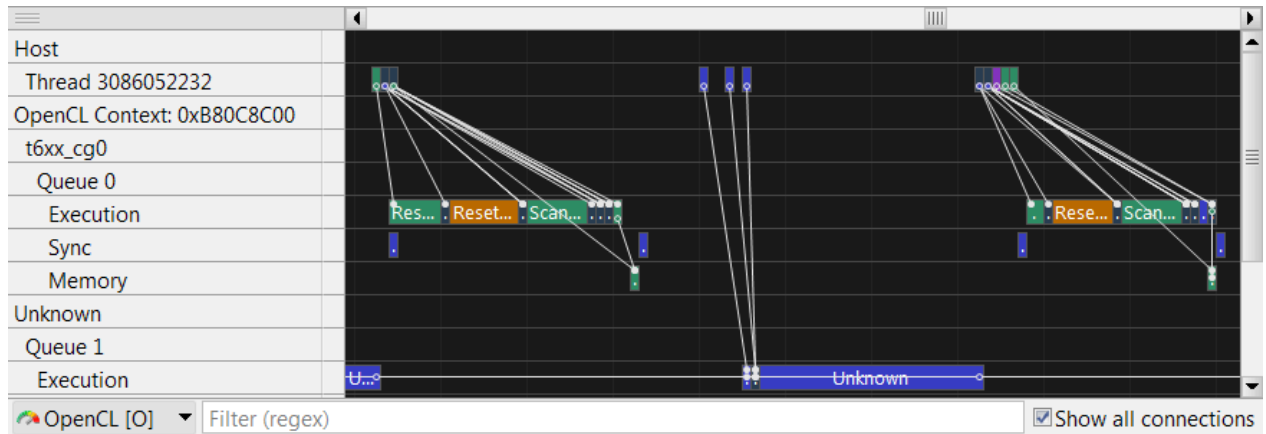 Host
Thread 3086052232
OpenCL Context: 0xB80C8C00
t6xx_cg0
Queue 0
Execution
Res... . Reset... . Scan... . . . . . . Rese... . Scan... . . .
Sync
. . . .
Memory
. .
Unknown
Queue 1
Execution
U... . . Unknown
OpenCL [O] Filter (regex) Show all connections